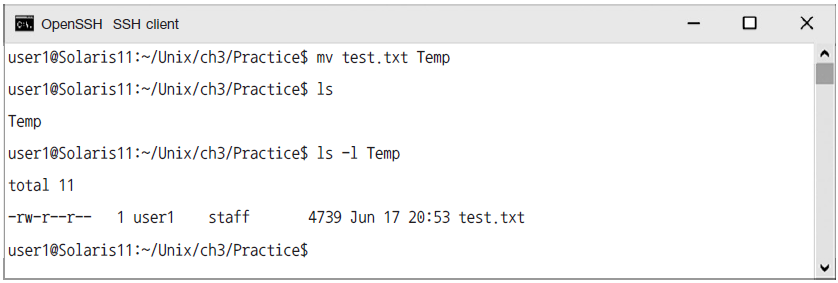 OpenSSH SSH client
user1@Solaris11:~/Unix/ch3/Practice$ mv test.txt Temp
user1@Solaris11:~/Unix/ch3/Practice$ ls
Temp
user1@Solaris11:~/Unix/ch3/Practice$ ls -l Temp
total 11
-rw-r--r-- 1 user1 staff 4739 Jun 17 20:53 test.txt
user1@Solaris11:~/Unix/ch3/Practice$